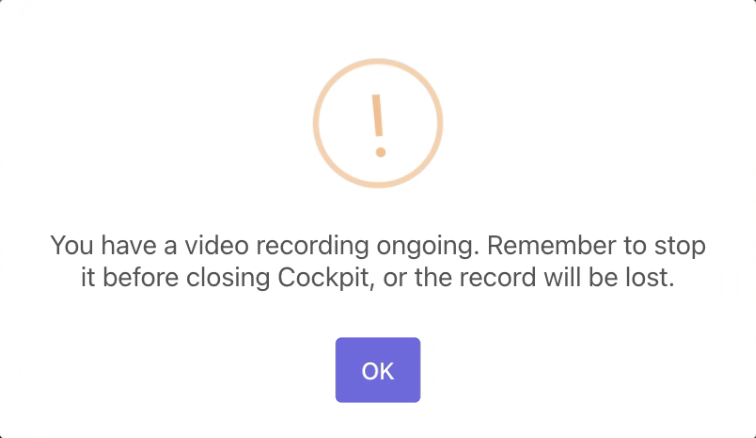 !
You have a video recording ongoing. Remember to stop
it before closing Cockpit, or the record will be lost.
OK